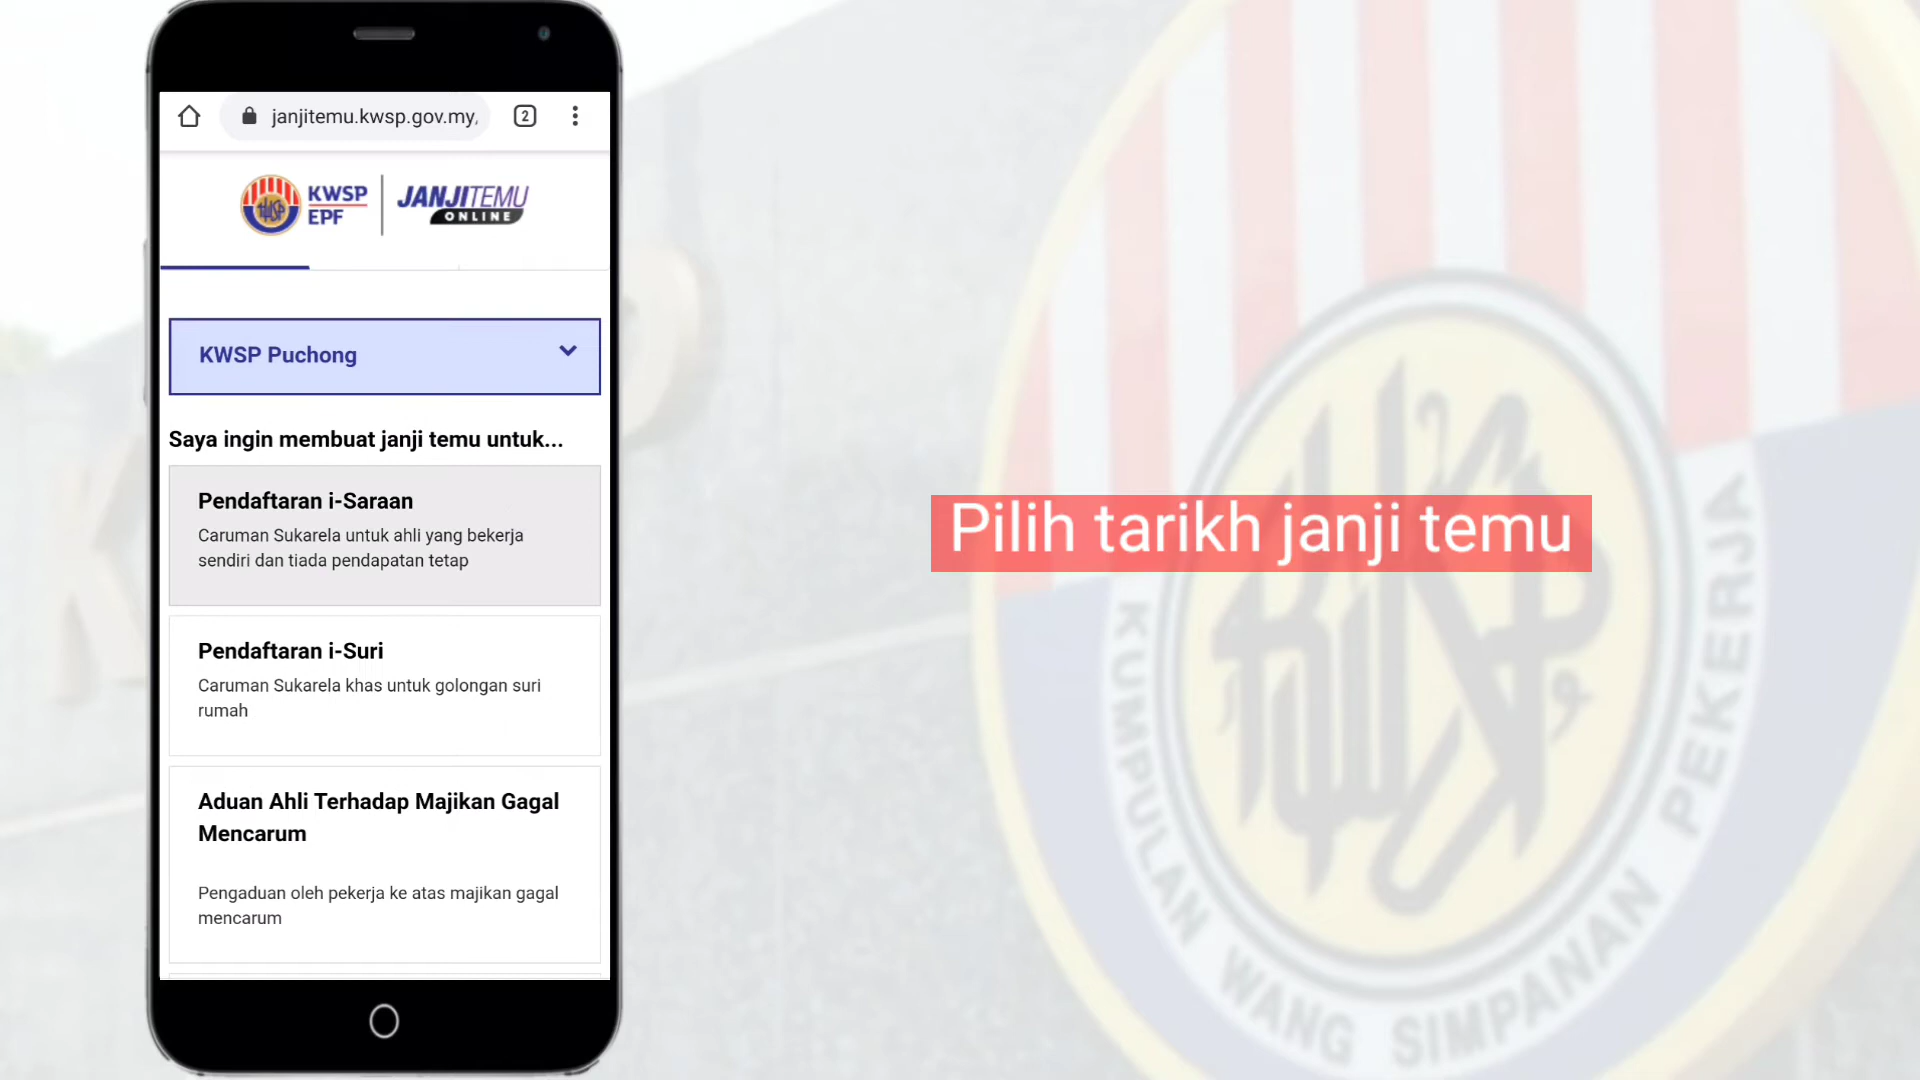 2
janjitemu.kwsp.gov.my
KWSP
EPF
JANJITEMU
ONLINE
KWSP Puchong
Saya ingin membuat janji temu untuk...
Pendaftaran i-Saraan
Caruman Sukarela untuk ahli yang bekerja
sendiri dan tiada pendapatan tetap
Pendaftaran i-Suri
Caruman Sukarela khas untuk golongan suri
rumah
Aduan Ahli Terhadap Majikan Gagal
Mencarum
Pengaduan oleh pekerja ke atas majikan gagal
mencarum
Pilih tarikh janji temu
KUMPULAN WANG SIMPANAN PEKERJA